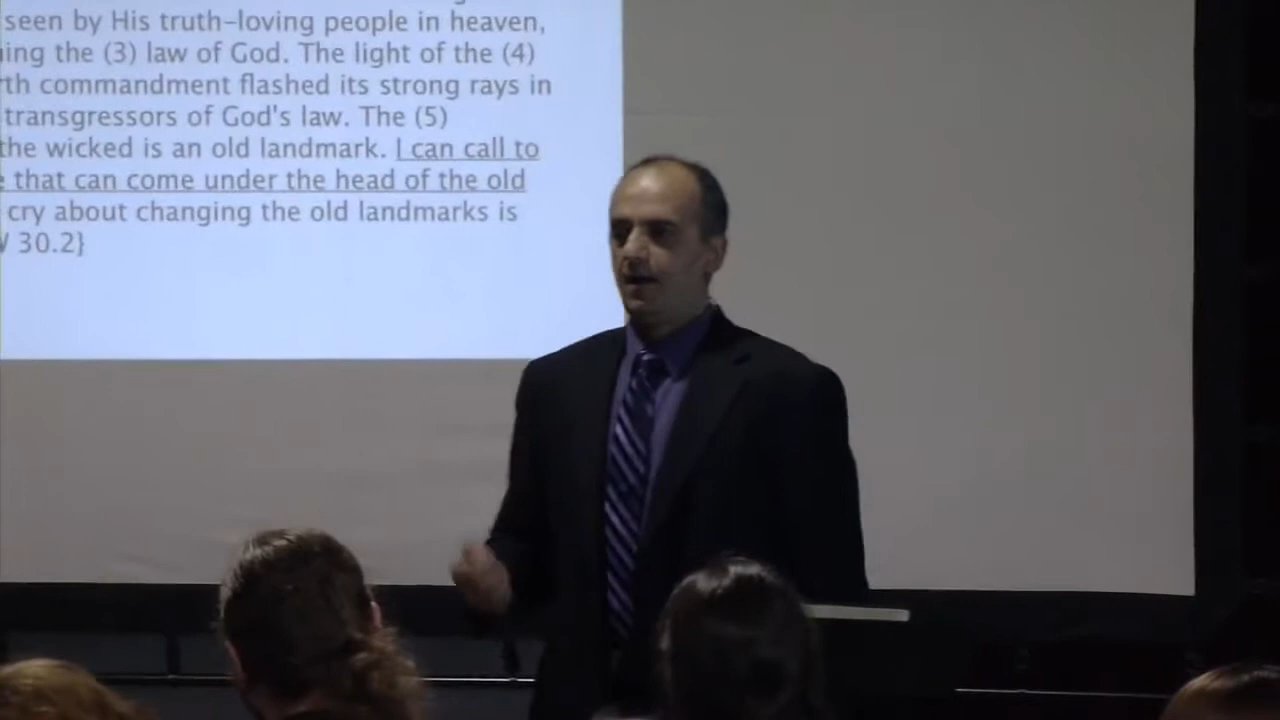 seen by His truth-loving people in heaven,
ing the (3) law of God. The light of the (4)
th commandment flashed its strong rays in
transgressors of God's law. The (5)
the wicked is an old landmark. I can call to
that can come under the head of the old
cry about changing the old landmarks is
30.2}